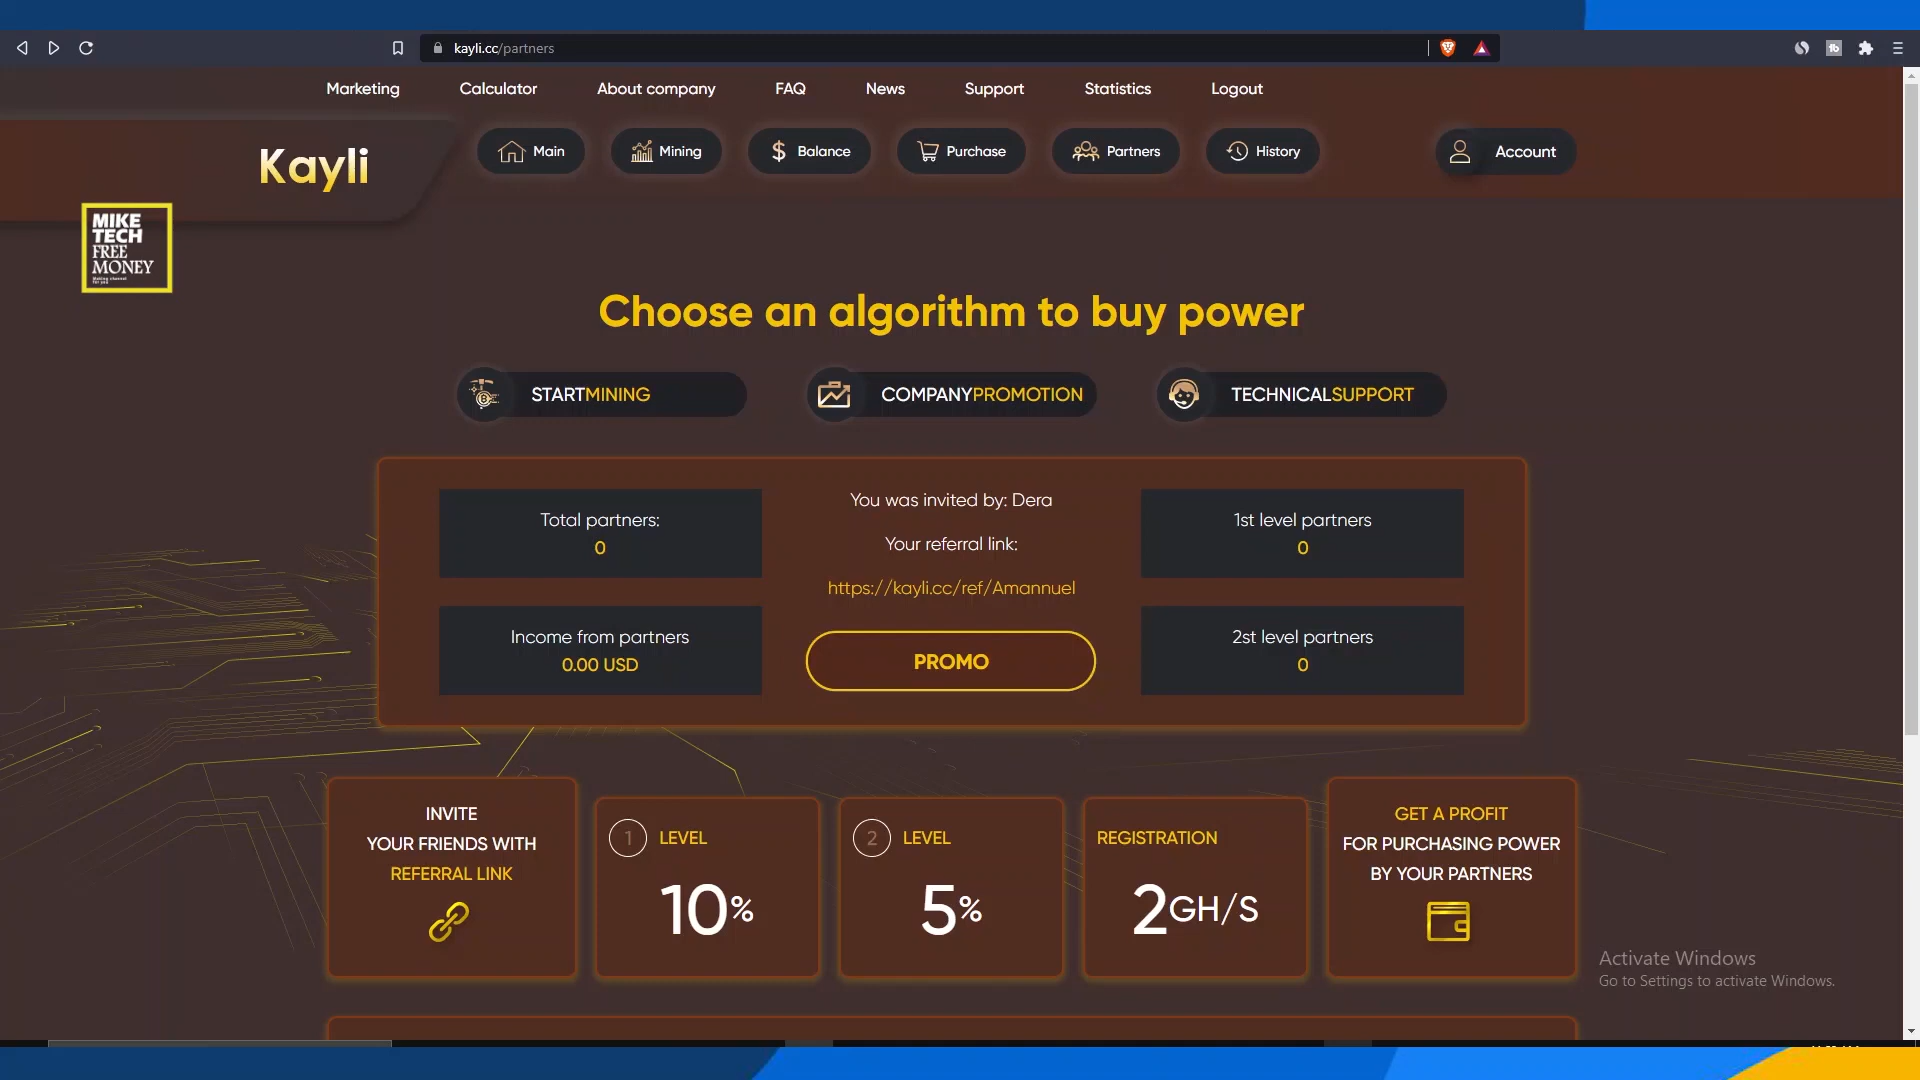 kayli.cc/partners
Marketing
Calculator
About company
FAQ
News
Support
Statistics
Logout
Kayli
Main
Mining
Balance
Purchase
Partners
History
Account
MIKE
TECH
FREE
MONEY
Choose an algorithm to buy power
STARTMINING
COMPANYPROMOTION
TECHNICALSUPPORT
Total partners:
0
Income from partners
0.00 USD
You was invited by: Dera
Your referral link:
https://kayli.cc/ref/Amannuel
PROMO
1st level partners
0
2st level partners
0
INVITE
YOUR FRIENDS WITH
REFERRAL LINK
1 LEVEL
10%
2 LEVEL
5%
REGISTRATION
2GH/S
GET A PROFIT
FOR PURCHASING POWER
BY YOUR PARTNERS
Activate Windows
Go to Settings to activate Windows.